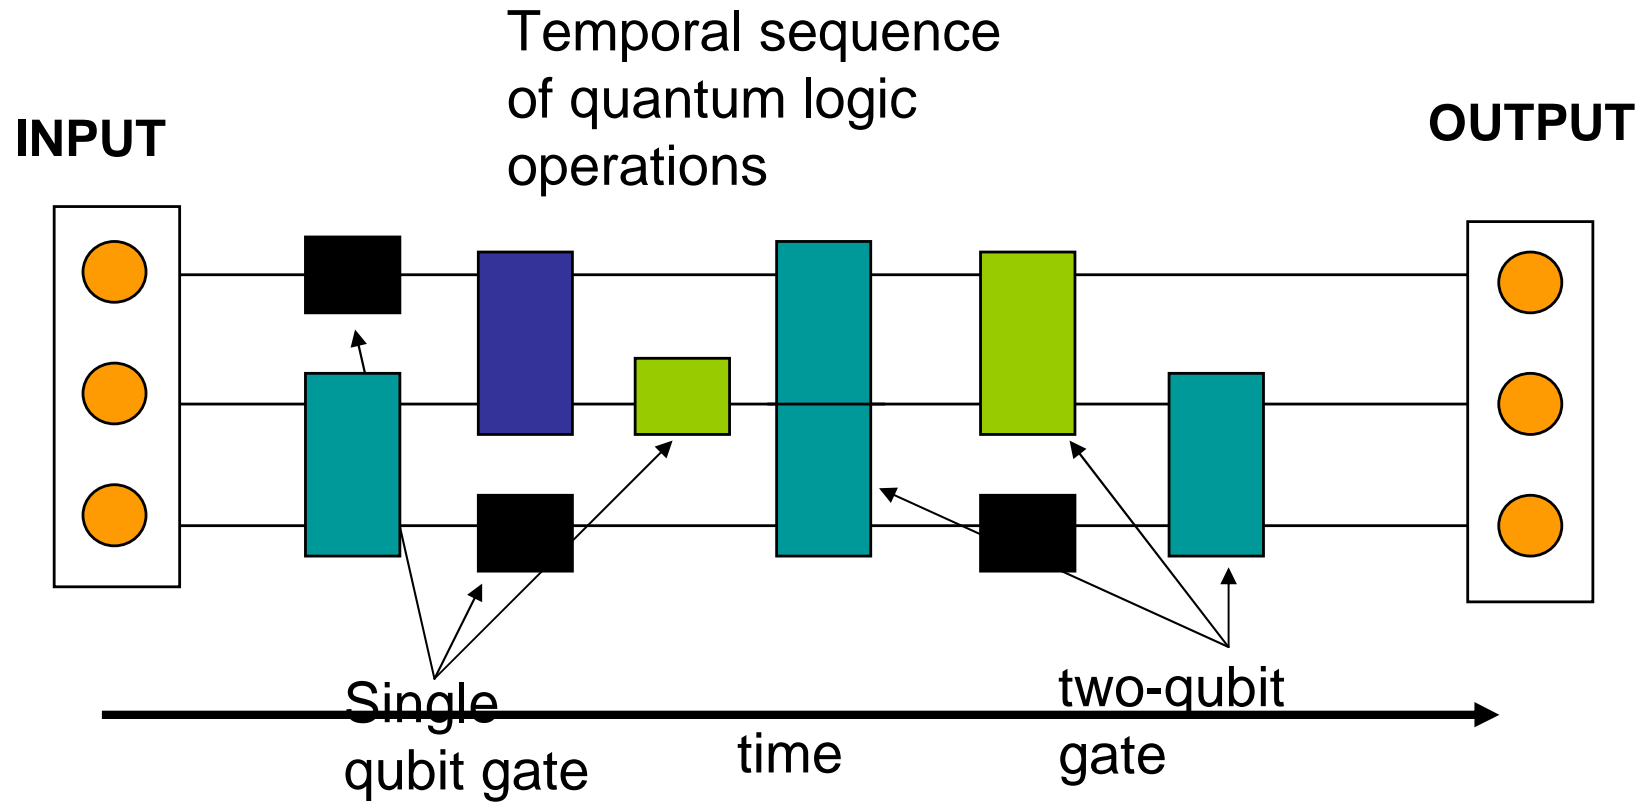 Temporal sequence
of quantum logic
operations
INPUT
OUTPUT
Single
qubit gate
time
two-qubit
gate